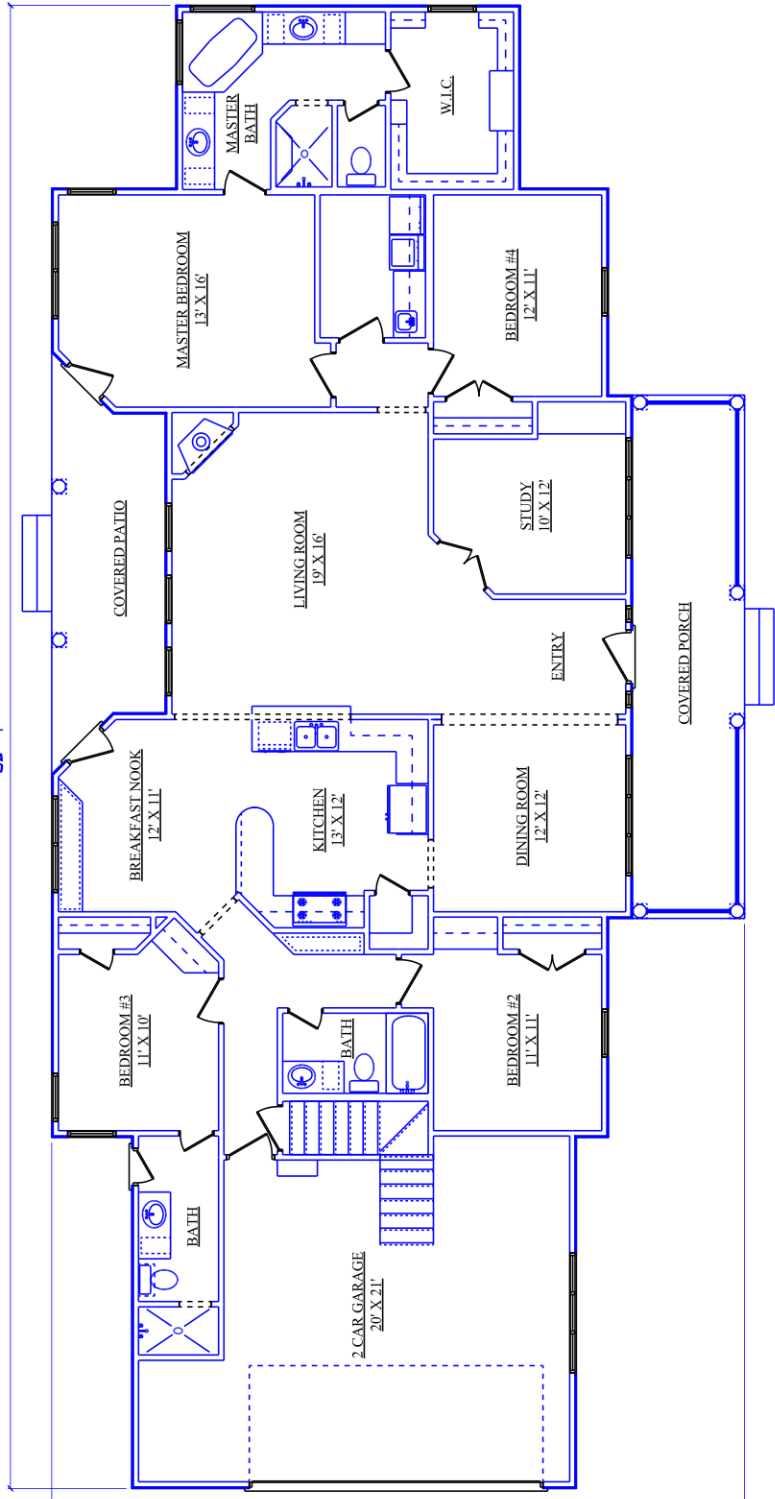 MASTER
BATH
W.I.C.
MASTER BEDROOM
13' X 16'
BEDROOM #4
12' X 11'
COVERED PATIO
LIVING ROOM
19' X 16'
STUDY
10' X 12'
ENTRY
COVERED PORCH
BREAKFAST NOOK
12' X 11'
KITCHEN
13' X 12'
DINING ROOM
12' X 12'
BEDROOM #3
11' X 10'
BATH
BEDROOM #2
11' X 11'
BATH
2 CAR GARAGE
20' X 21'